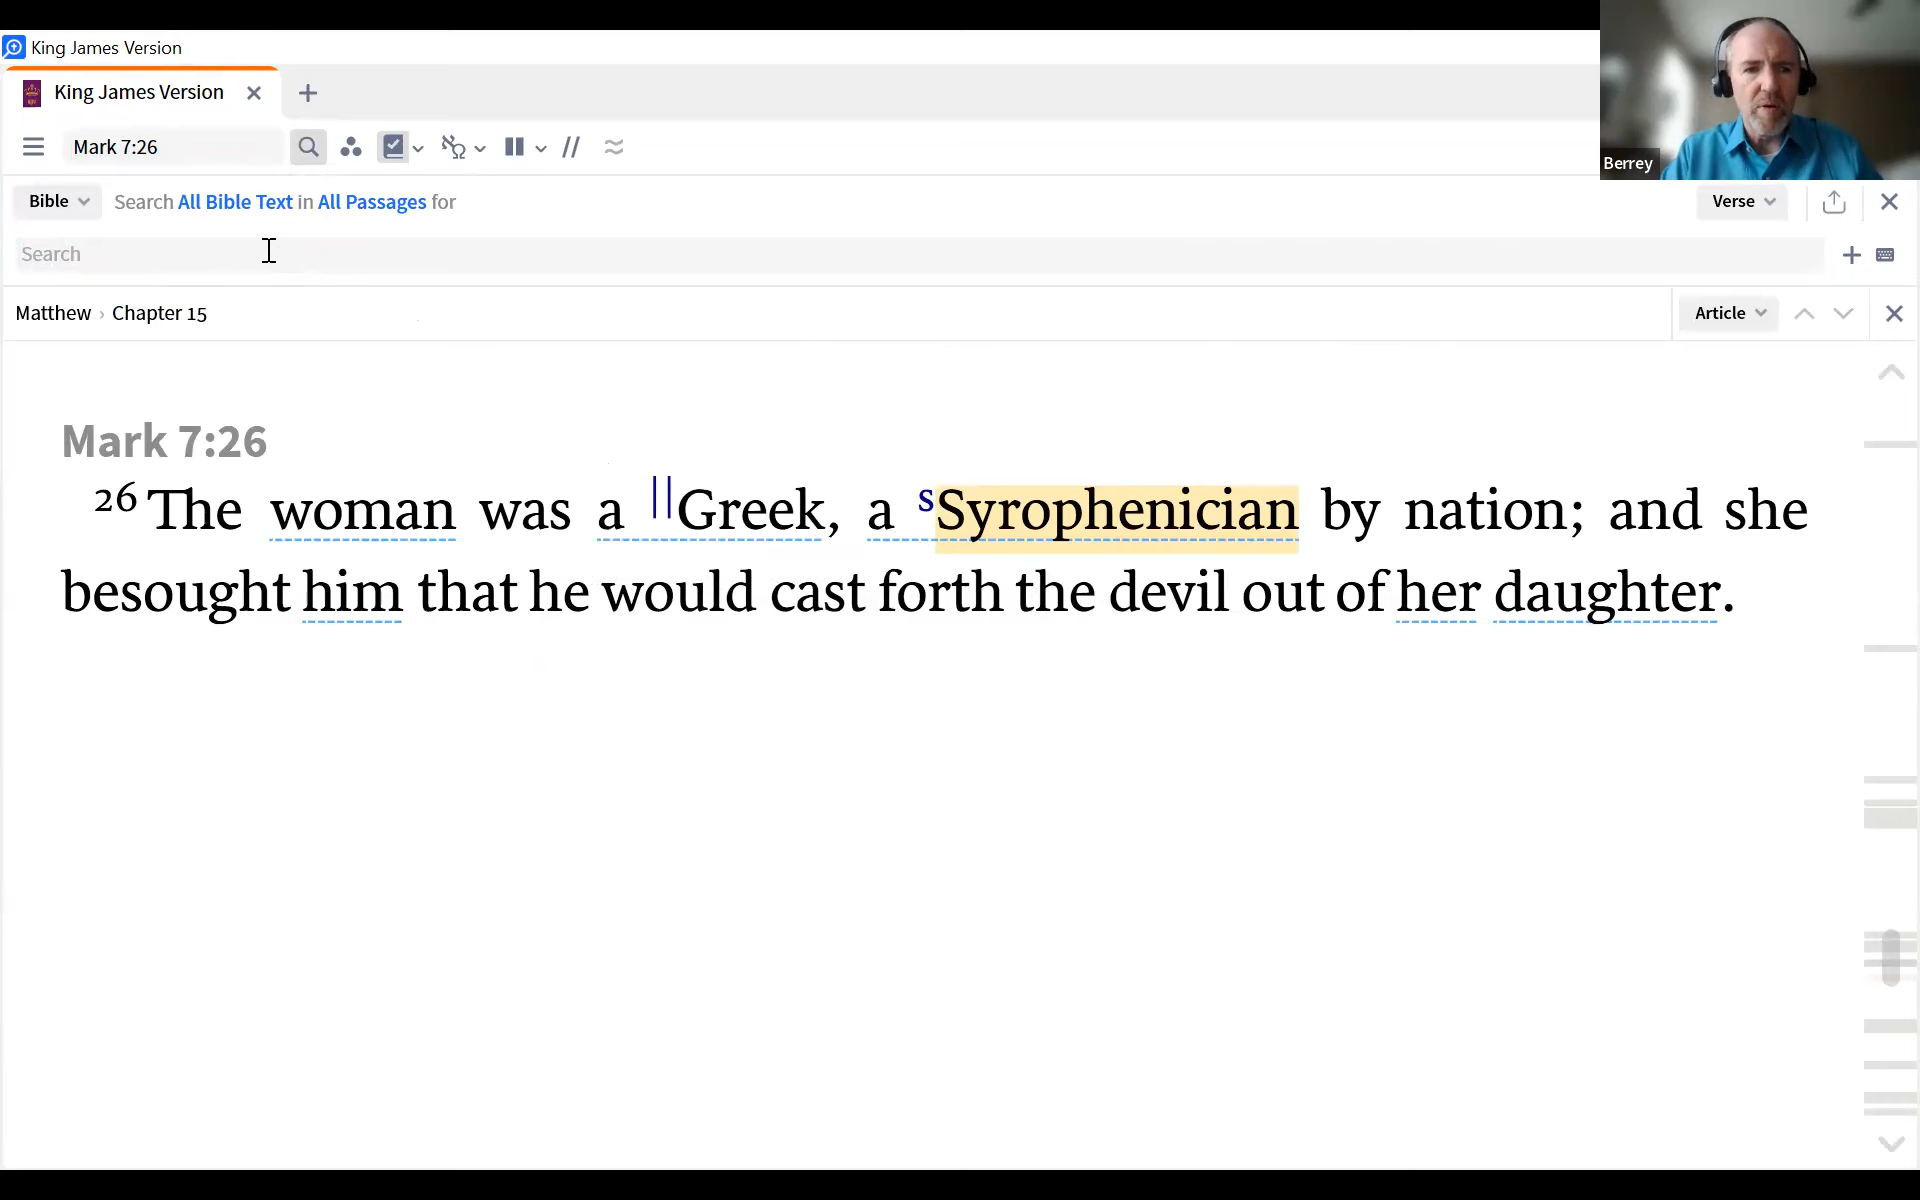 King James Version
King James Version
Mark 7:26
Bible Search All Bible Text in All Passages for Verse
Berrey
Search
Matthew › Chapter 15 Article
Mark 7:26
26 The woman was a ||Greek, a sSyrophenician by nation; and she
besought him that he would cast forth the devil out of her daughter.